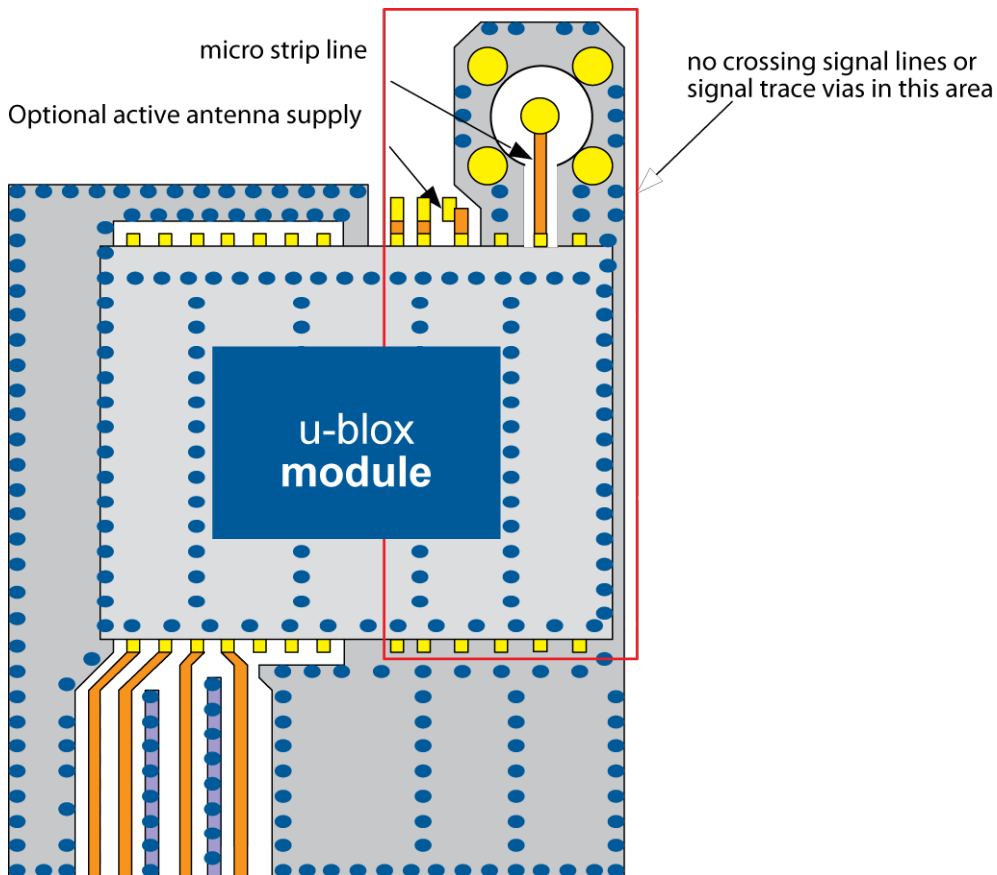 micro strip line
Optional active antenna supply
no crossing signal lines or
signal trace vias in this area
u-blox
module